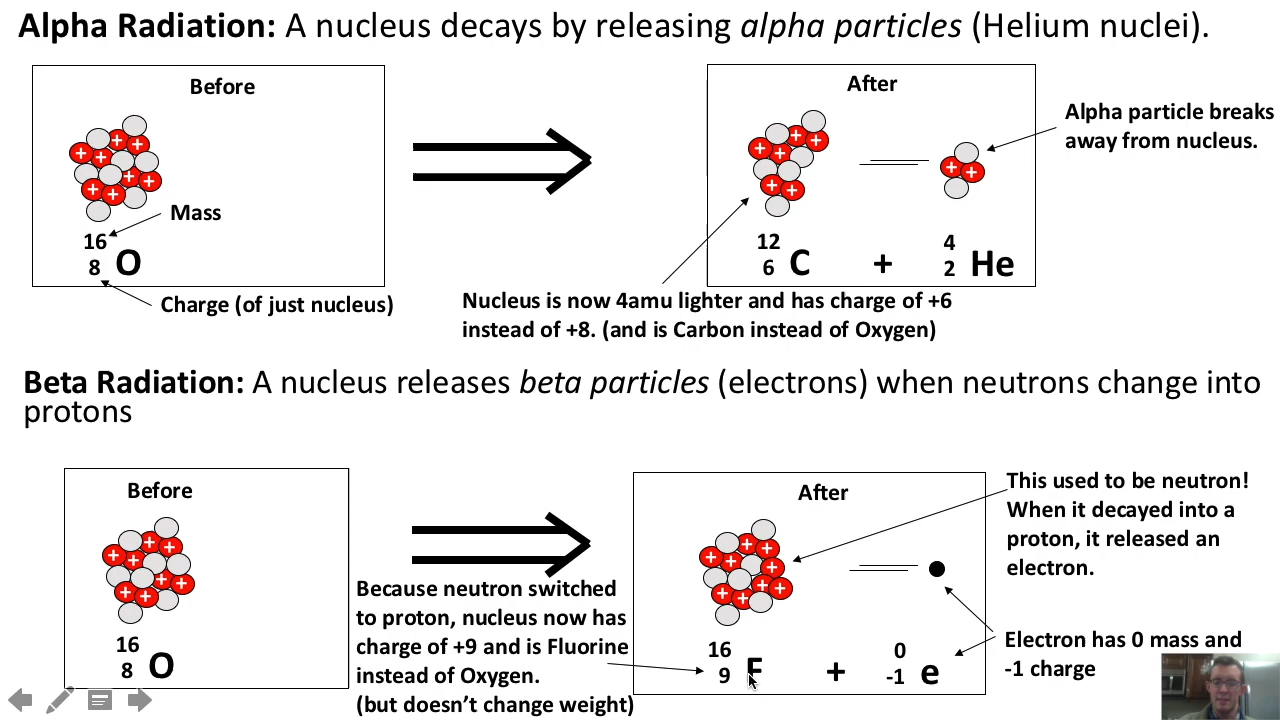 Alpha Radiation: A nucleus decays by releasing alpha particles (Helium nuclei).
Before
Mass
16
8 O
Charge (of just nucleus)
After
Alpha particle breaks
away from nucleus.
12
6 C
+
4
2 He
Nucleus is now 4amu lighter and has charge of +6
instead of +8. (and is Carbon instead of Oxygen)
Beta Radiation: A nucleus releases beta particles (electrons) when neutrons change into
protons
Before
16
8 O
Because neutron switched
to proton, nucleus now has
charge of +9 and is Fluorine
instead of Oxygen.
(but doesn't change weight)
After
16
9 F
+
0
-1 e
This used to be neutron!
When it decayed into a
proton, it released an
electron.
Electron has 0 mass and
-1 charge